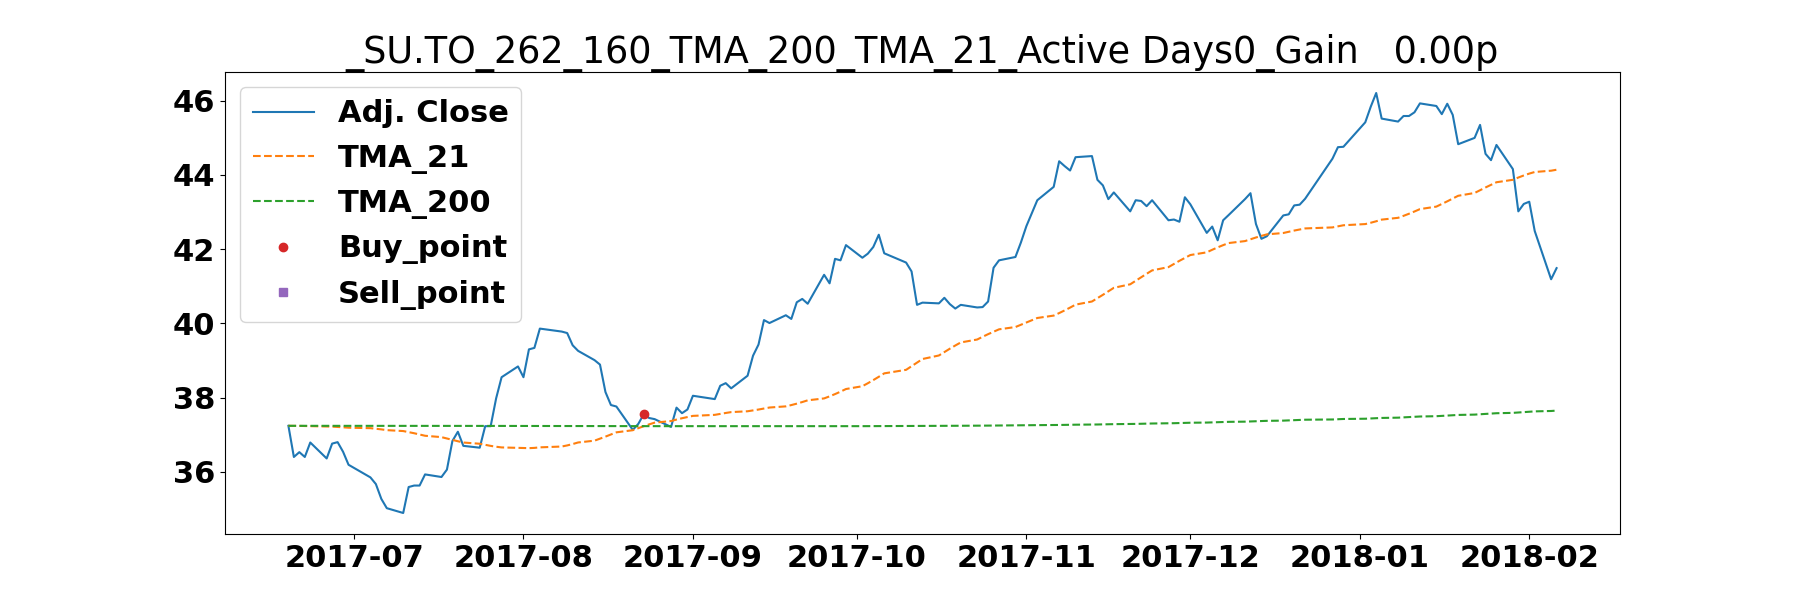 _SU.TO_262_160_TMA_200_TMA_21_Active Days0_Gain   0.00p
46
44
42
40
38
36
Adj. Close
TMA_21
TMA_200
Buy_point
Sell_point
2017-07 2017-08 2017-09 2017-10 2017-11 2017-12 2018-01 2018-02